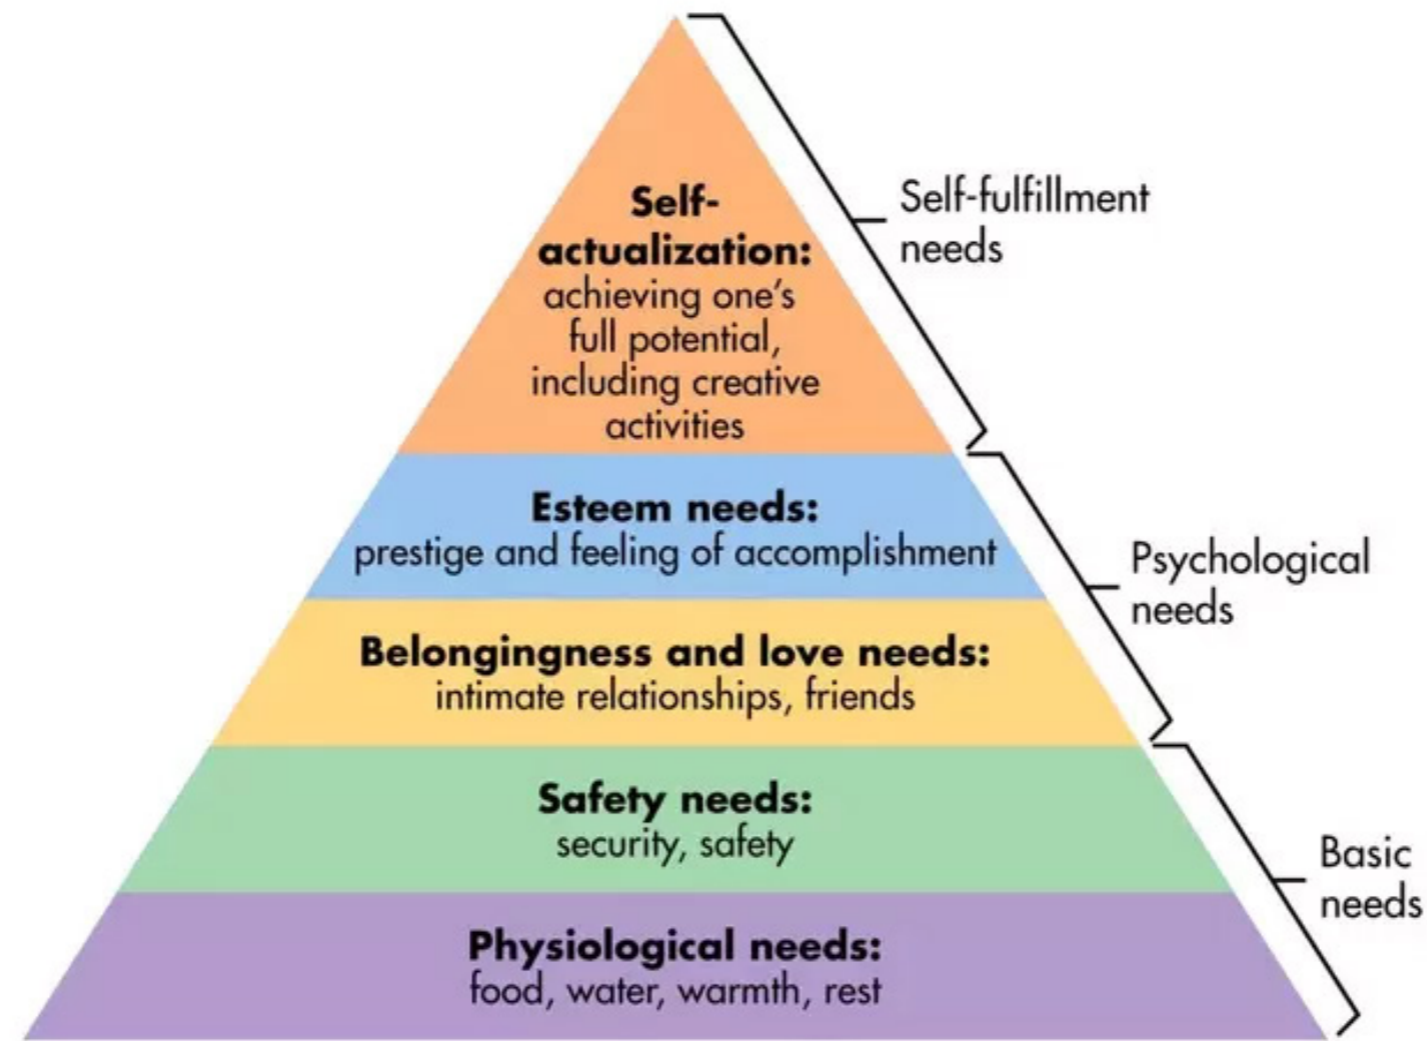 Self-
actualization:
achieving one's
full potential,
including creative
activities
Self-fulfillment
needs
Esteem needs:
prestige and feeling of accomplishment
Psychological
needs
Belongingness and love needs:
intimate relationships, friends
Safety needs:
security, safety
Basic
needs
Physiological needs:
food, water, warmth, rest